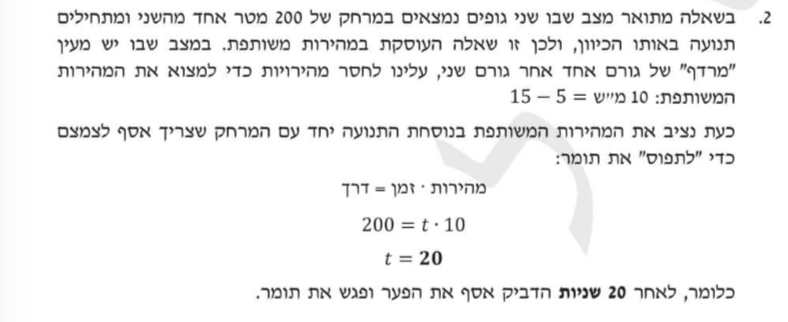 2. בשאלה מתואר מצב שבו שני גופים נמצאים במרחק של 200 מטר אחד מהשני ומתחילים
תנועה באותו הכיוון, ולכן זו שאלה העוסקת במהירות משותפת. במצב שבו יש מעין
"מרדף" של גורם אחד אחר גורם שני, עלינו לחסר מהירויות כדי למצוא את המהירות
המשותפת: 10 מ״ש = 5 − 15
כעת נציב את המהירות המשותפת בנוסחת התנועה יחד עם המרחק שצריך אסף לצמצם
כדי "לתפוס" את תומר:
מהירות · זמן = דרך
200 = t · 10
t = 20
כלומר, לאחר 20 שניות הדביק אסף את הפער ופגש את תומר.